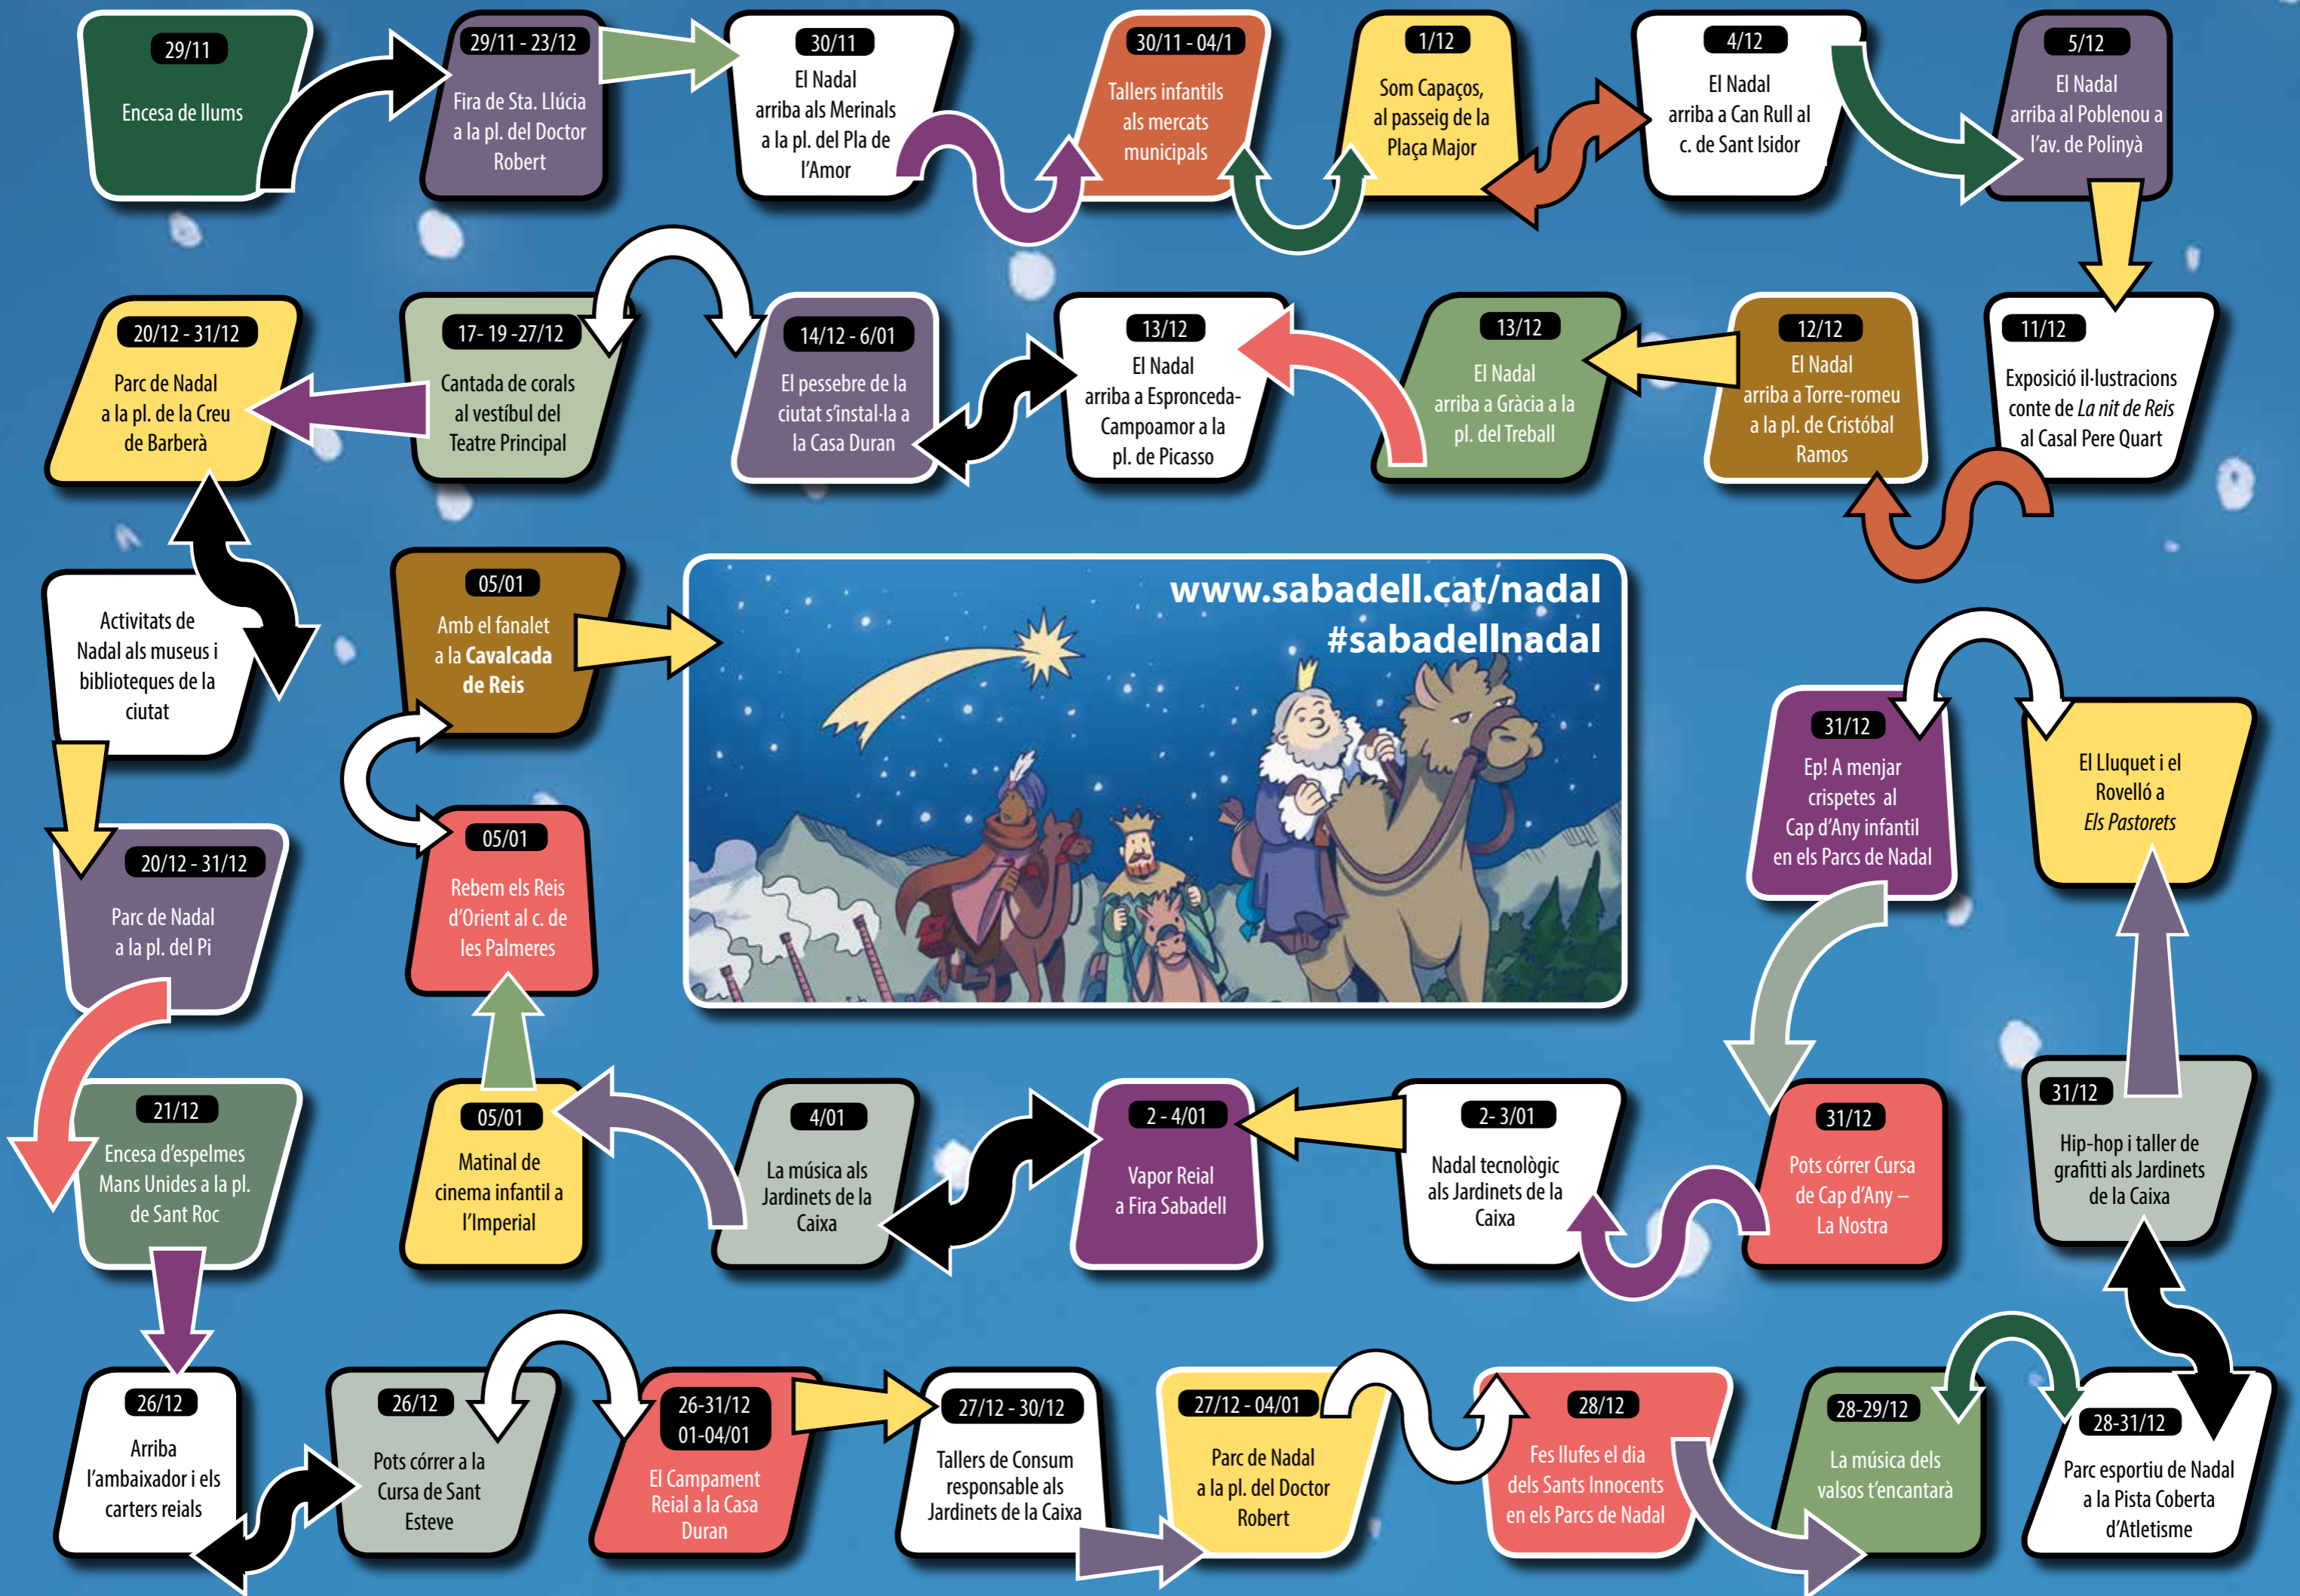 29/11
Encesa de llums
29/11 - 23/12
Fira de Sta. Llúcia
a la pl. del Doctor
Robert
30/11
El Nadal
arriba als Merinals
a la pl. del Pla de
l'Amor
30/11 - 04/1
Tallers infantils
als mercats
municipals
1/12
Som Capaços,
al passeig de la
Plaça Major
4/12
El Nadal
arriba a Can Rull al
c. de Sant Isidor
5/12
El Nadal
arriba al Poblenou a
l'av. de Polinyà
11/12
Exposició il·lustracions
conte de La nit de Reis
al Casal Pere Quart
12/12
El Nadal
arriba a Torre-romeu
a la pl. de Cristóbal
Ramos
13/12
El Nadal
arriba a Gràcia a la
pl. del Treball
13/12
El Nadal
arriba a Espronceda-
Campoamor a la
pl. de Picasso
14/12 - 6/01
El pessebre de la
ciutat s'instal·la a
la Casa Duran
17- 19 -27/12
Cantada de corals
al vestíbul del
Teatre Principal
20/12 - 31/12
Parc de Nadal
a la pl. de la Creu
de Barberà
Activitats de
Nadal als museus i
biblioteques de la
ciutat
20/12 - 31/12
Parc de Nadal
a la pl. del Pi
21/12
Encesa d'espelmes
Mans Unides a la pl.
de Sant Roc
26/12
Arriba
l'ambaixador i els
carters reials
26/12
Pots córrer a la
Cursa de Sant
Esteve
26-31/12
01-04/01
El Campament
Reial a la Casa
Duran
27/12 - 30/12
Tallers de Consum
responsable als
Jardinets de la Caixa
27/12 - 04/01
Parc de Nadal
a la pl. del Doctor
Robert
28/12
Fes llufes el dia
dels Sants Innocents
en els Parcs de Nadal
28-29/12
La música dels
valsos t'encantarà
28-31/12
Parc esportiu de Nadal
a la Pista Coberta
d'Atletisme
31/12
Hip-hop i taller de
grafitti als Jardinets
de la Caixa
El Lluquet i el
Rovelló a
Els Pastorets
31/12
Ep! A menjar
crispetes al
Cap d'Any infantil
en els Parcs de Nadal
31/12
Pots córrer Cursa
de Cap d'Any –
La Nostra
2- 3/01
Nadal tecnològic
als Jardinets de la
Caixa
2 - 4/01
Vapor Reial
a Fira Sabadell
4/01
La música als
Jardinets de la
Caixa
05/01
Matinal de
cinema infantil a
l'Imperial
05/01
Rebem els Reis
d'Orient al c. de
les Palmeres
05/01
Amb el fanalet
a la Cavalcada
de Reis
www.sabadell.cat/nadal
#sabadellnadal